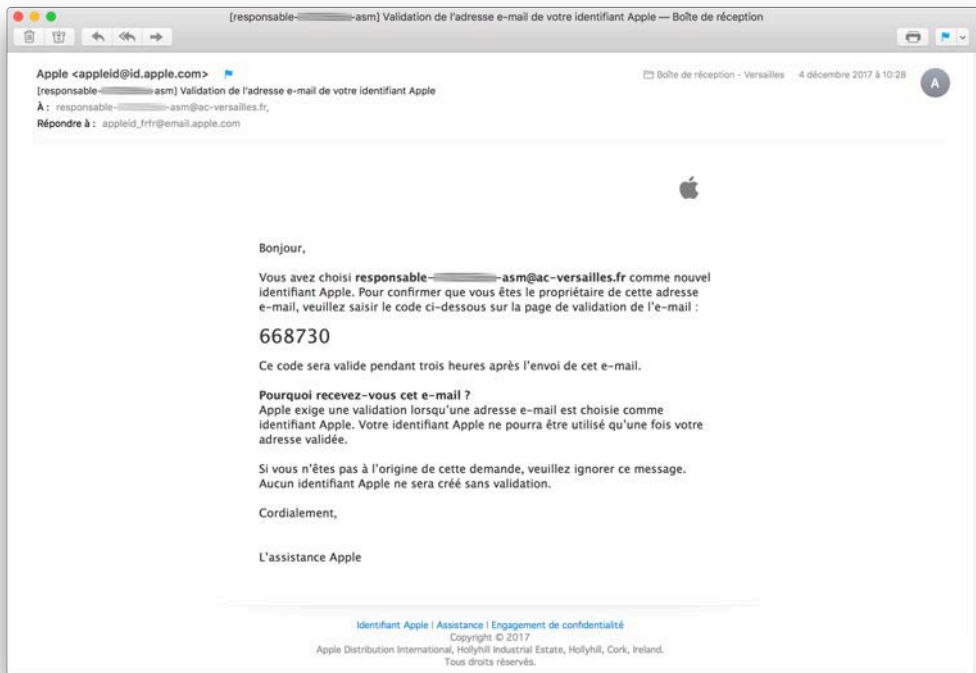 [responsable- -asm] Validation de l'adresse e-mail de votre identifiant Apple — Boîte de réception
Apple <appleid@id.apple.com>
Boîte de réception - Versailles 4 décembre 2017 à 10:28
A
[responsable- asm] Validation de l'adresse e-mail de votre identifiant Apple
À : responsable- -asm@ac-versailles.fr,
Répondre à : appleid_frfr@email.apple.com
Bonjour,
Vous avez choisi responsable- -asm@ac-versailles.fr comme nouvel
identifiant Apple. Pour confirmer que vous êtes le propriétaire de cette adresse
e-mail, veuillez saisir le code ci-dessous sur la page de validation de l'e-mail :
668730
Ce code sera valide pendant trois heures après l'envoi de cet e-mail.
Pourquoi recevez-vous cet e-mail ?
Apple exige une validation lorsqu'une adresse e-mail est choisie comme
identifiant Apple. Votre identifiant Apple ne pourra être utilisé qu'une fois votre
adresse validée.
Si vous n'êtes pas à l'origine de cette demande, veuillez ignorer ce message.
Aucun identifiant Apple ne sera créé sans validation.
Cordialement,
L'assistance Apple
Identifiant Apple | Assistance | Engagement de confidentialité
Copyright © 2017
Apple Distribution International, Hollyhill Industrial Estate, Hollyhill, Cork, Ireland.
Tous droits réservés.